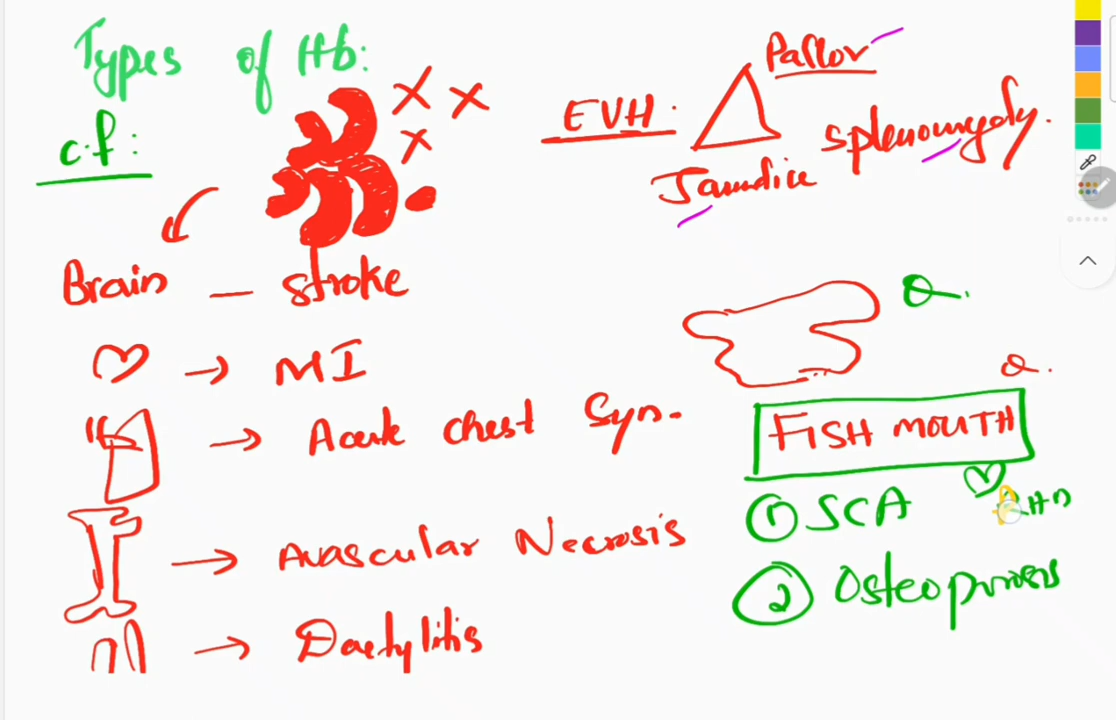 Types of Hb:
c.f:
EVH:
Pallor
Splenomegaly.
Jaundice
Brain — stroke
→ MI
→ Acute chest Syn.
→ Avascular Necrosis
→ Dactylitis
FISH MOUTH
① SCA
RHD
② Osteoporosis